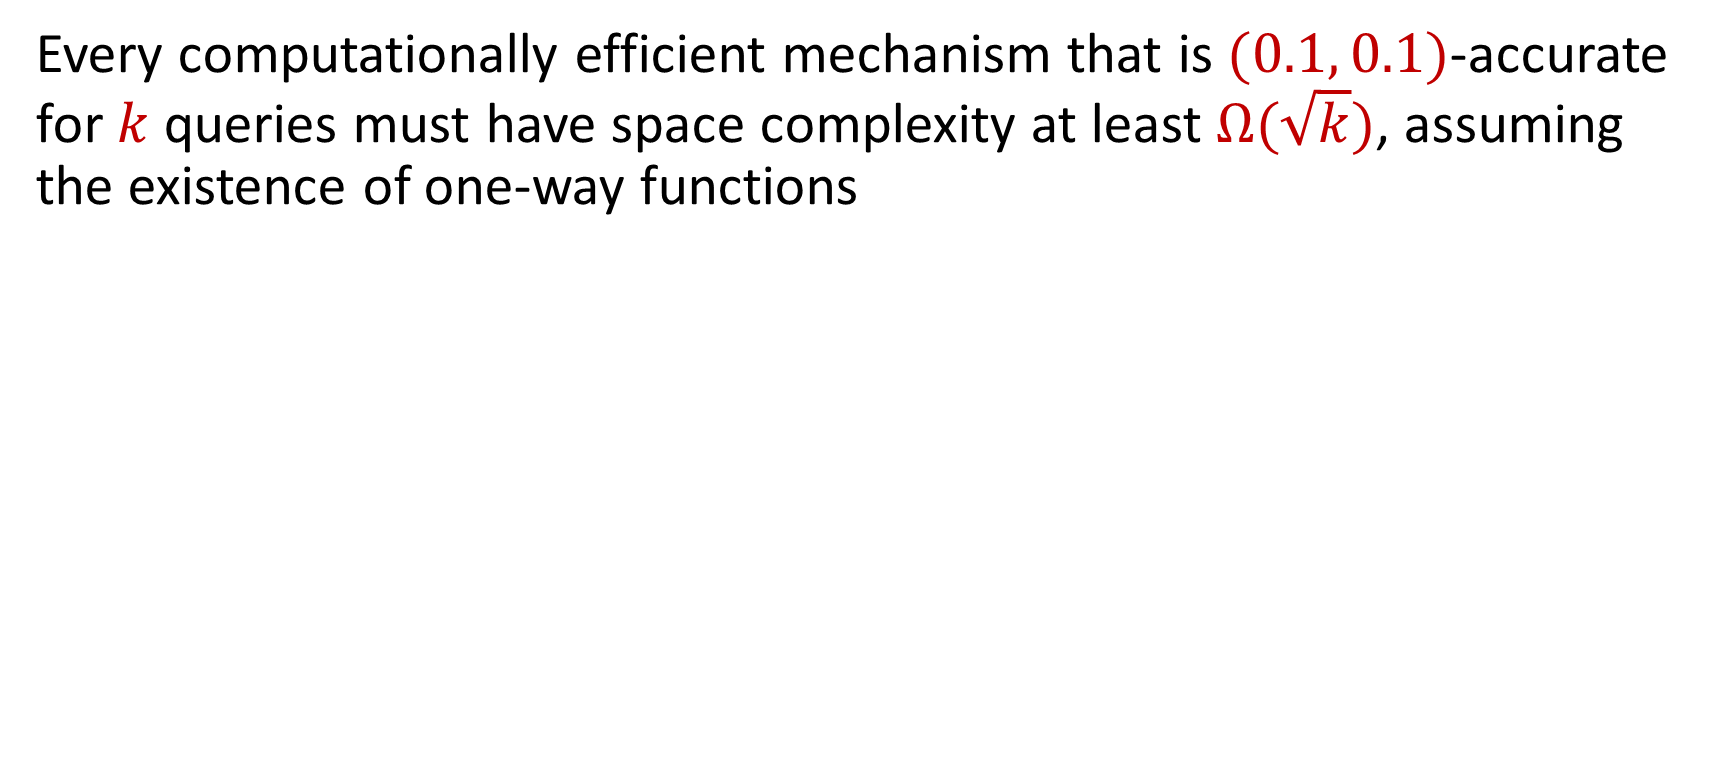 Every computationally efficient mechanism that is (0.1, 0.1)-accurate
for k queries must have space complexity at least Ω(√k), assuming
the existence of one-way functions